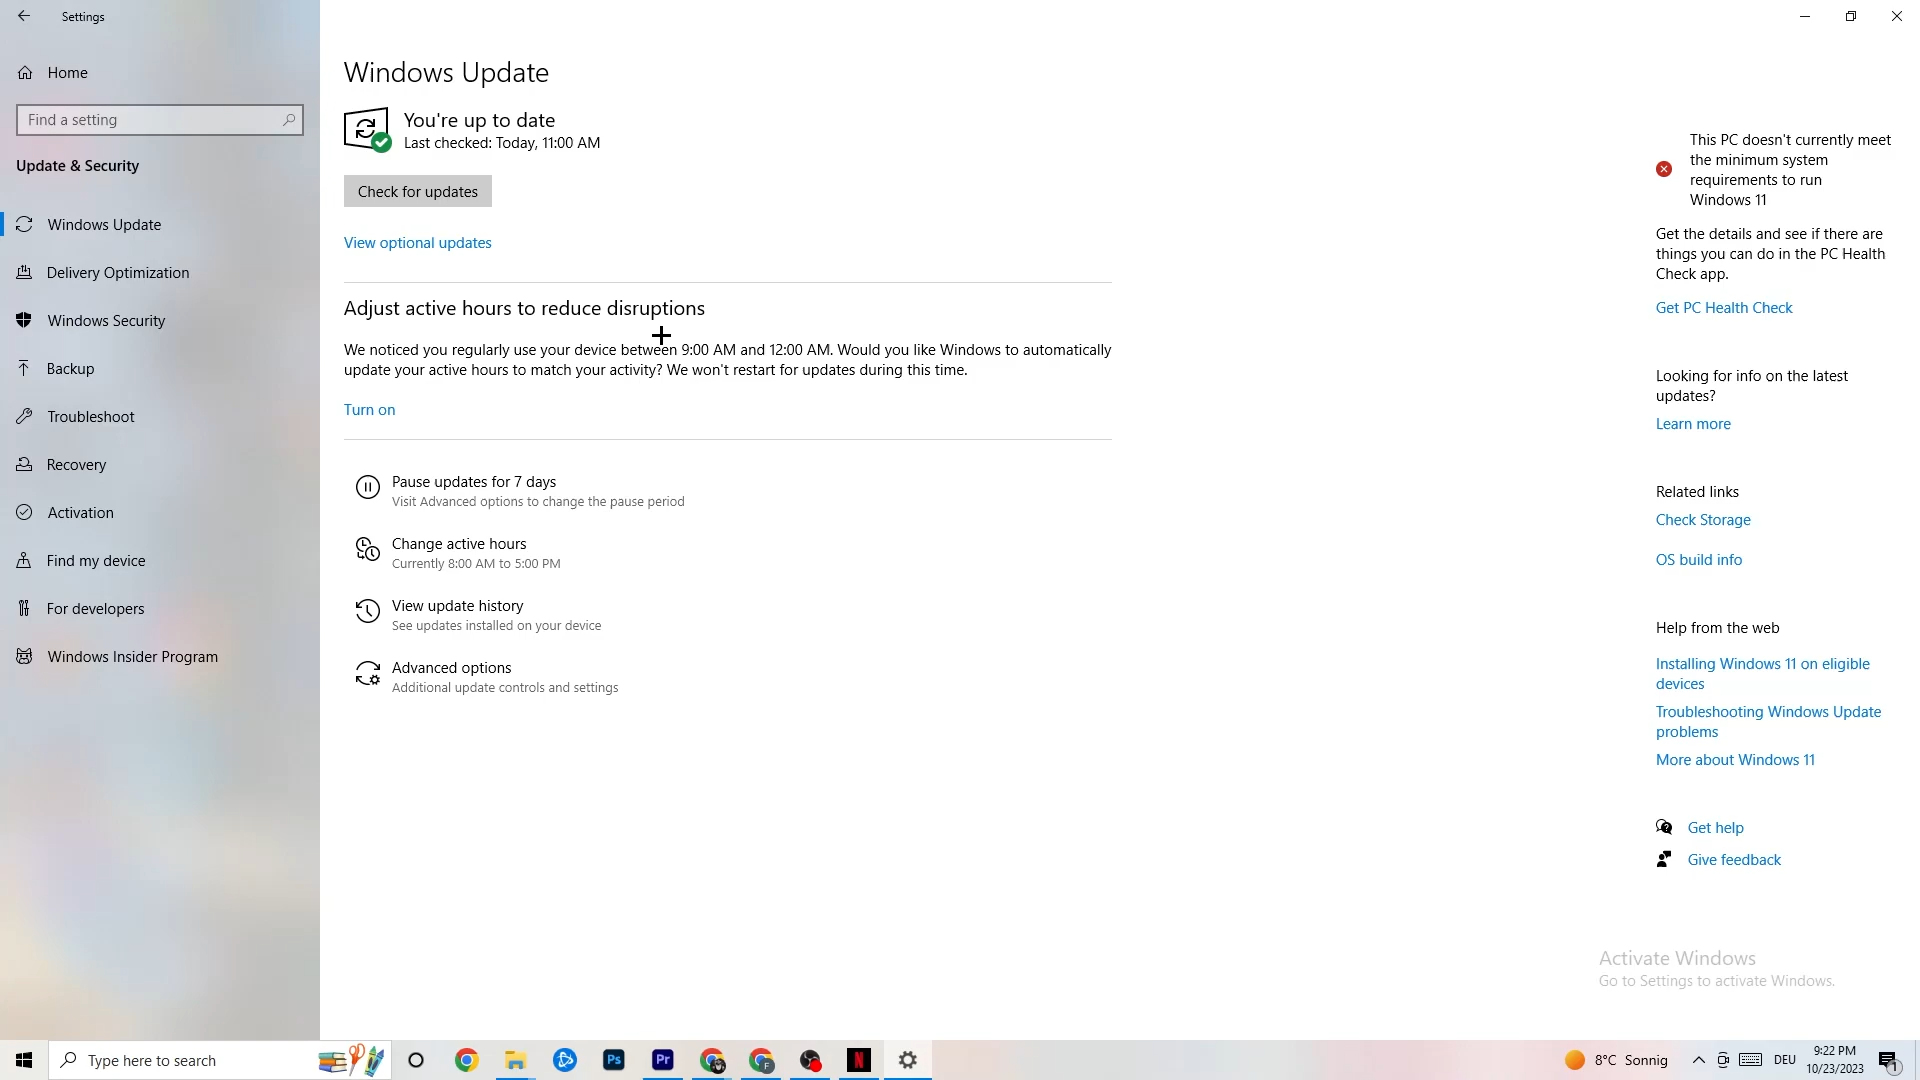 Settings
Home
Find a setting
Update & Security
Windows Update
Delivery Optimization
Windows Security
Backup
Troubleshoot
Recovery
Activation
Find my device
For developers
Windows Insider Program
Windows Update
You're up to date
Last checked: Today, 11:00 AM
Check for updates
View optional updates
Adjust active hours to reduce disruptions
We noticed you regularly use your device between 9:00 AM and 12:00 AM. Would you like Windows to automatically
update your active hours to match your activity? We won't restart for updates during this time.
Turn on
Pause updates for 7 days
Visit Advanced options to change the pause period
Change active hours
Currently 8:00 AM to 5:00 PM
View update history
See updates installed on your device
Advanced options
Additional update controls and settings
This PC doesn't currently meet
the minimum system
requirements to run
Windows 11
Get the details and see if there are
things you can do in the PC Health
Check app.
Get PC Health Check
Looking for info on the latest
updates?
Learn more
Related links
Check Storage
OS build info
Help from the web
Installing Windows 11 on eligible
devices
Troubleshooting Windows Update
problems
More about Windows 11
Get help
Give feedback
Activate Windows
Go to Settings to activate Windows.
Type here to search
Ps
Pr
F
N
8°C Sonnig
DEU
9:22 PM
10/23/2023
1